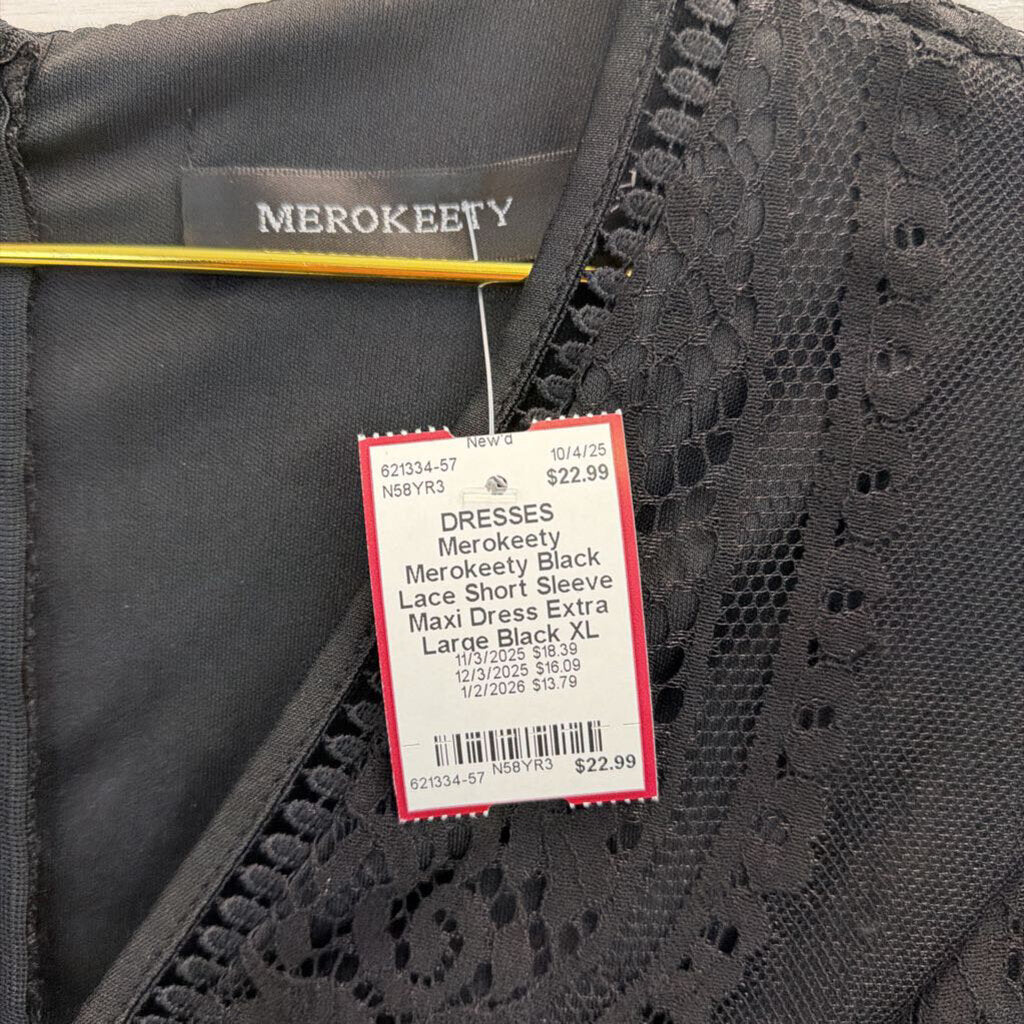 MEROKEETY
New'd
621334-57 10/4/25
N58YR3 $22.99
DRESSES
Merokeety
Merokeety Black
Lace Short Sleeve
Maxi Dress Extra
Large Black XL
11/3/2025 $18.39
12/3/2025 $16.09
1/2/2026 $13.79
621334-57 N58YR3 $22.99